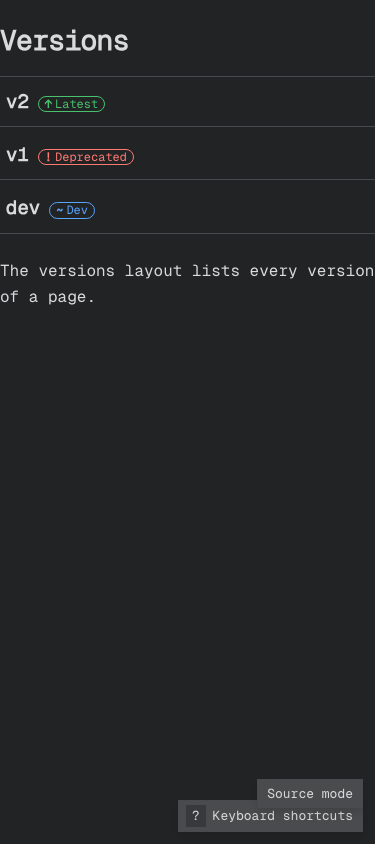 Versions
v2 ↑ Latest
v1 ! Deprecated
dev ~ Dev
The versions layout lists every version
of a page.
Source mode
? Keyboard shortcuts